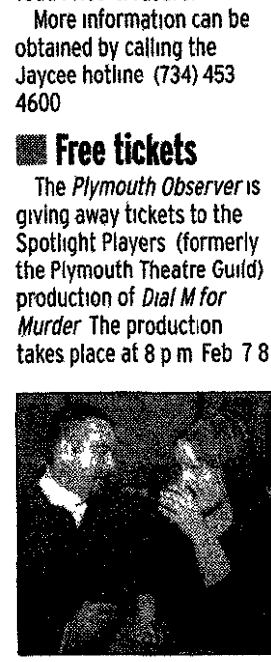 More information can be
obtained by calling the
Jaycee hotline (734) 453
4600
Free tickets
The Plymouth Observer is
giving away tickets to the
Spotlight Players (formerly
the Plymouth Theatre Guild)
production of Dial M for
Murder The production
takes place at 8 p m Feb 7 8